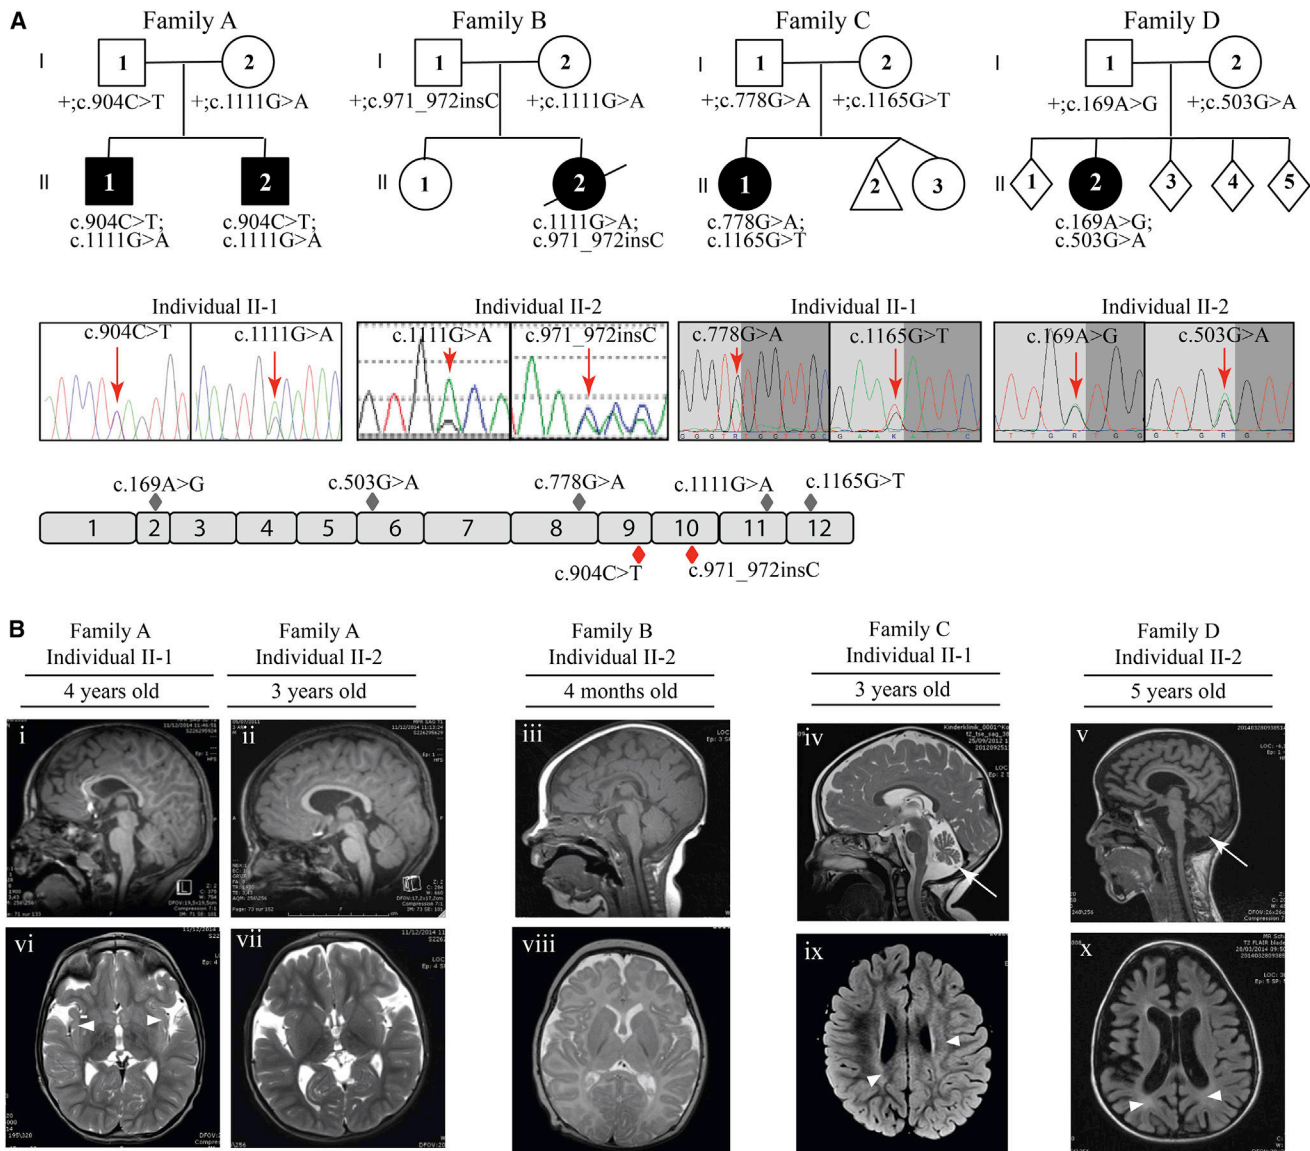 A
Family A
Family B
Family C
Family D
I
1
2
I
1
2
I
1
2
I
1
2
+;c.904C>T
+;c.1111G>A
+;c.971_972insC
+;c.1111G>A
+;c.778G>A
+;c.1165G>T
+;c.169A>G
+;c.503G>A
II
1
2
II
1
2
II
1
2
3
II
1
2
3
4
5
c.904C>T;
c.1111G>A
c.904C>T;
c.1111G>A
c.1111G>A;
c.971_972insC
c.778G>A;
c.1165G>T
c.169A>G;
c.503G>A
Individual II-1
Individual II-2
Individual II-1
Individual II-2
c.904C>T
c.1111G>A
c.1111G>A
c.971_972insC
c.778G>A
c.1165G>T
c.169A>G
c.503G>A
G G G T R T G G T T G C
G A A K A T T C
T T G R T G G
G T G R G T T
c.169A>G
c.503G>A
c.778G>A
c.1111G>A
c.1165G>T
1 2 3 4 5 6 7 8 9 10 11 12
c.904C>T
c.971_972insC
B
Family A
Individual II-1
4 years old
Family A
Individual II-2
3 years old
Family B
Individual II-2
4 months old
Family C
Individual II-1
3 years old
Family D
Individual II-2
5 years old
i
ii
iii
iv
v
vi
vii
viii
ix
x